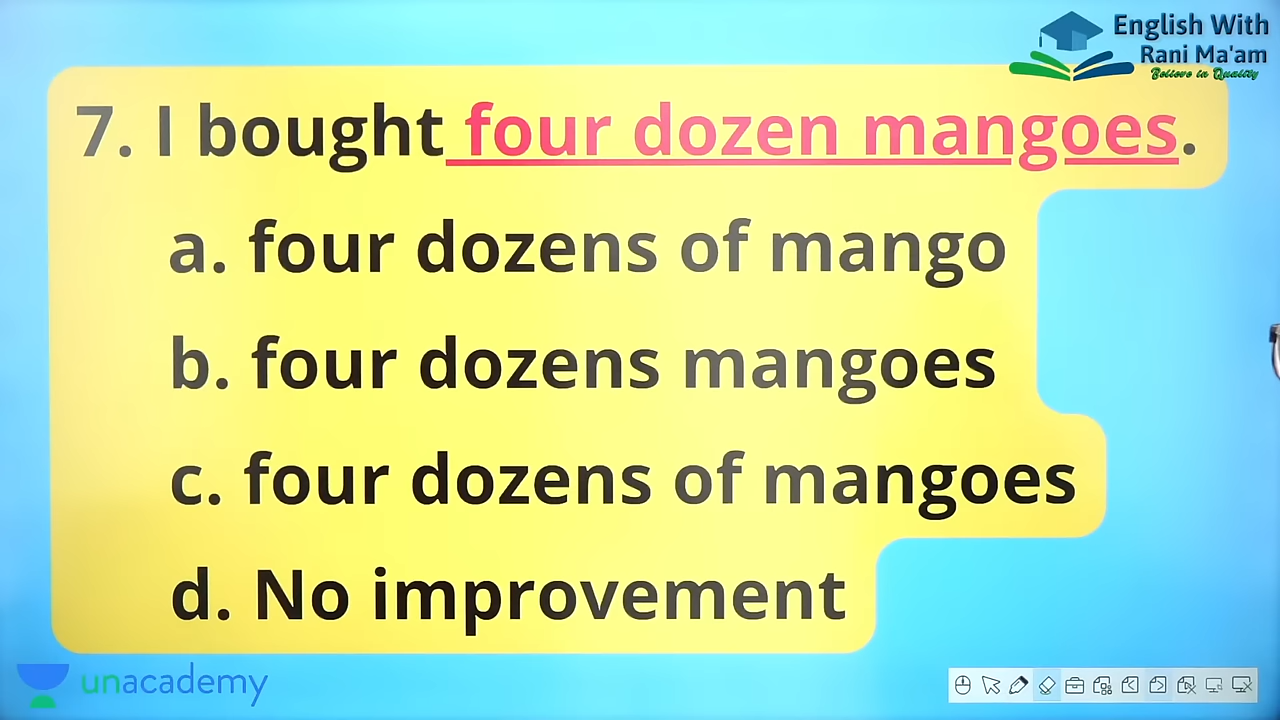 English With
Rani Ma'am
Believe in Quality
7. I bought four dozen mangoes.
a. four dozens of mango
b. four dozens mangoes
c. four dozens of mangoes
d. No improvement
unacademy